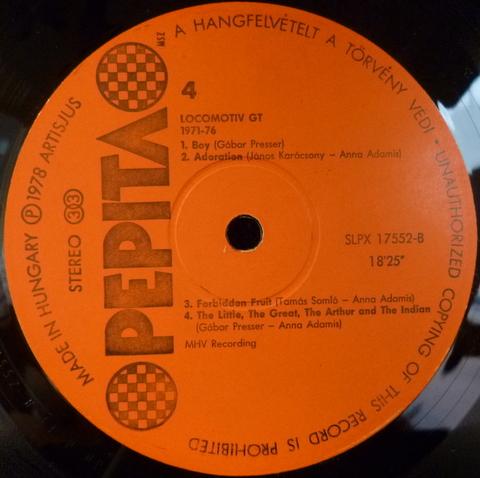 A HANGFELVÉTELT A TÖRVÉNY VÉDI • UNAUTHORIZED COPYING OF THIS RECORD IS PROHIBITED
MADE IN HUNGARY Ⓟ 1978 ARTISJUS
STEREO 33
PEPITA
MSZ
4
LOCOMOTIV GT
1971-76
1. Boy (Gábor Presser)
2. Adoration (János Karácsony – Anna Adamis)
SLPX 17552-B
18'25"
3. Forbidden Fruit (Tamás Somló – Anna Adamis)
4. The Little, The Great, The Arthur and The Indian
(Gábor Presser – Anna Adamis)
MHV Recording